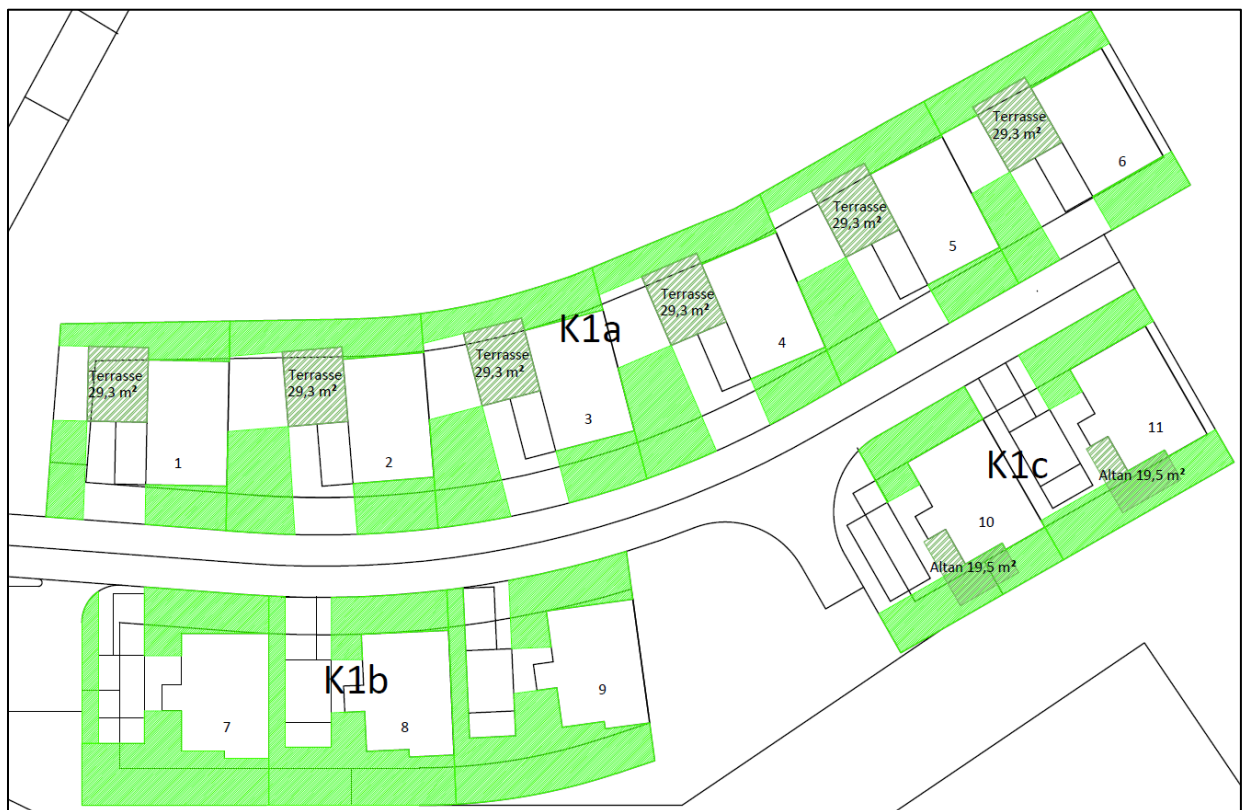 Terrasse
29,3 m²
6
Terrasse
29,3 m²
5
Terrasse
29,3 m²
4
K1a
Terrasse
29,3 m²
3
Terrasse
29,3 m²
2
Terrasse
29,3 m²
1
K1c
11
Altan 19,5 m²
10
Altan 19,5 m²
K1b
7
8
9